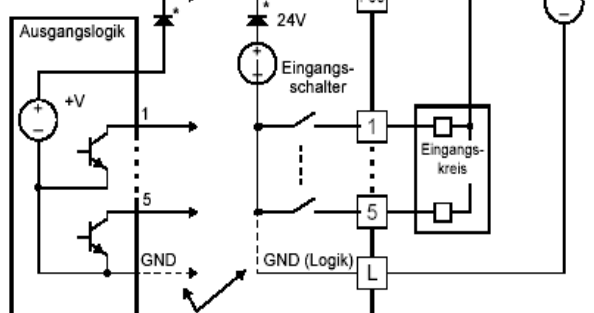 *
*
Ausgangslogik
24V
+
−
Eingangs-
schalter
+
−
+V
1
1
Eingangs-
kreis
5
5
GND
GND (Logik)
L
−